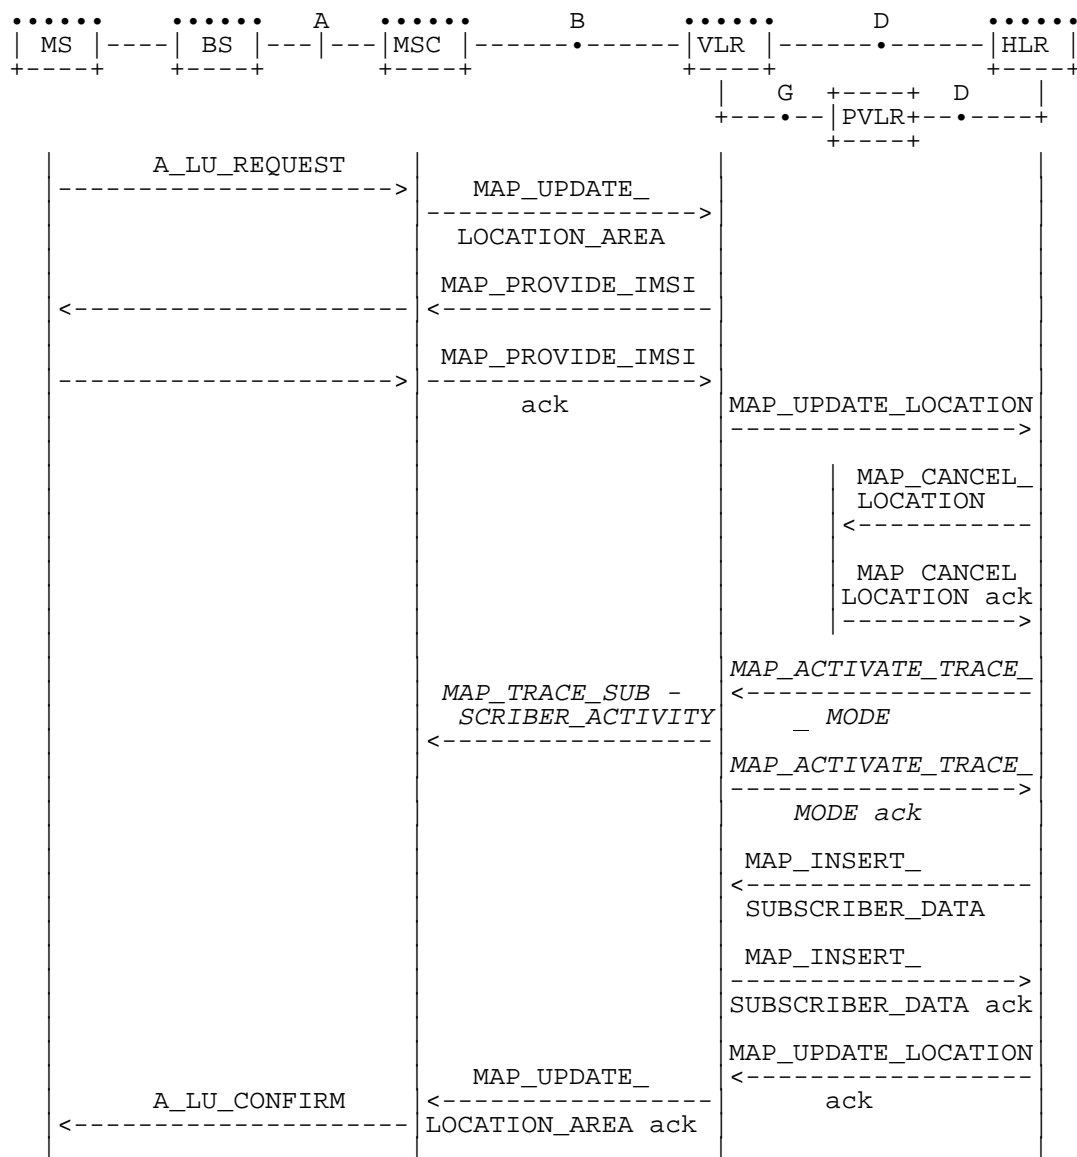 A B D
MS BS MSC VLR HLR
G D
PVLR
A_LU_REQUEST
MAP_UPDATE_
LOCATION_AREA
MAP_PROVIDE_IMSI
MAP_PROVIDE_IMSI
ack MAP_UPDATE_LOCATION
MAP_CANCEL_
LOCATION
MAP CANCEL
LOCATION ack
MAP_ACTIVATE_TRACE_
MAP_TRACE_SUB -
SCRIBER_ACTIVITY _ MODE
MAP_ACTIVATE_TRACE_
MODE ack
MAP_INSERT_
SUBSCRIBER_DATA
MAP_INSERT_
SUBSCRIBER_DATA ack
MAP_UPDATE_LOCATION
MAP_UPDATE_
A_LU_CONFIRM ack
LOCATION_AREA ack